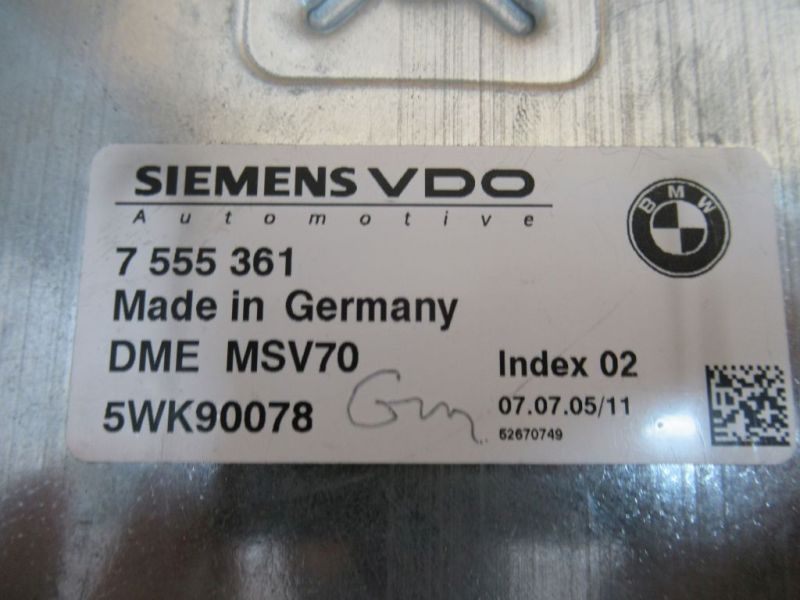 SIEMENS VDO
Automotive
BMW
7 555 361
Made in Germany
DME MSV70
Index 02
5WK90078
07.07.05/11
52670749